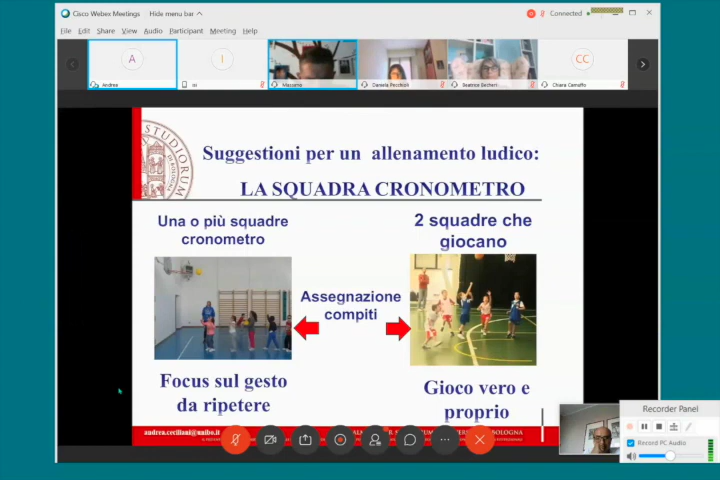 Cisco Webex Meetings Hide menu bar
Connected
File Edit Share View Audio Participant Meeting Help
A
I
CC
Andrea
Massimo
Daniela Pecchioli
Beatrice Becheri
Chiara Camaffo
STUDIORUM
Suggestioni per un allenamento ludico:
LA SQUADRA CRONOMETRO
Una o più squadre
cronometro
2 squadre che
giocano
Assegnazione
compiti
Focus sul gesto
da ripetere
Gioco vero e
proprio
andrea.ceciliani@unibo.it
BOLOGNA
Recorder Panel
Record PC Audio